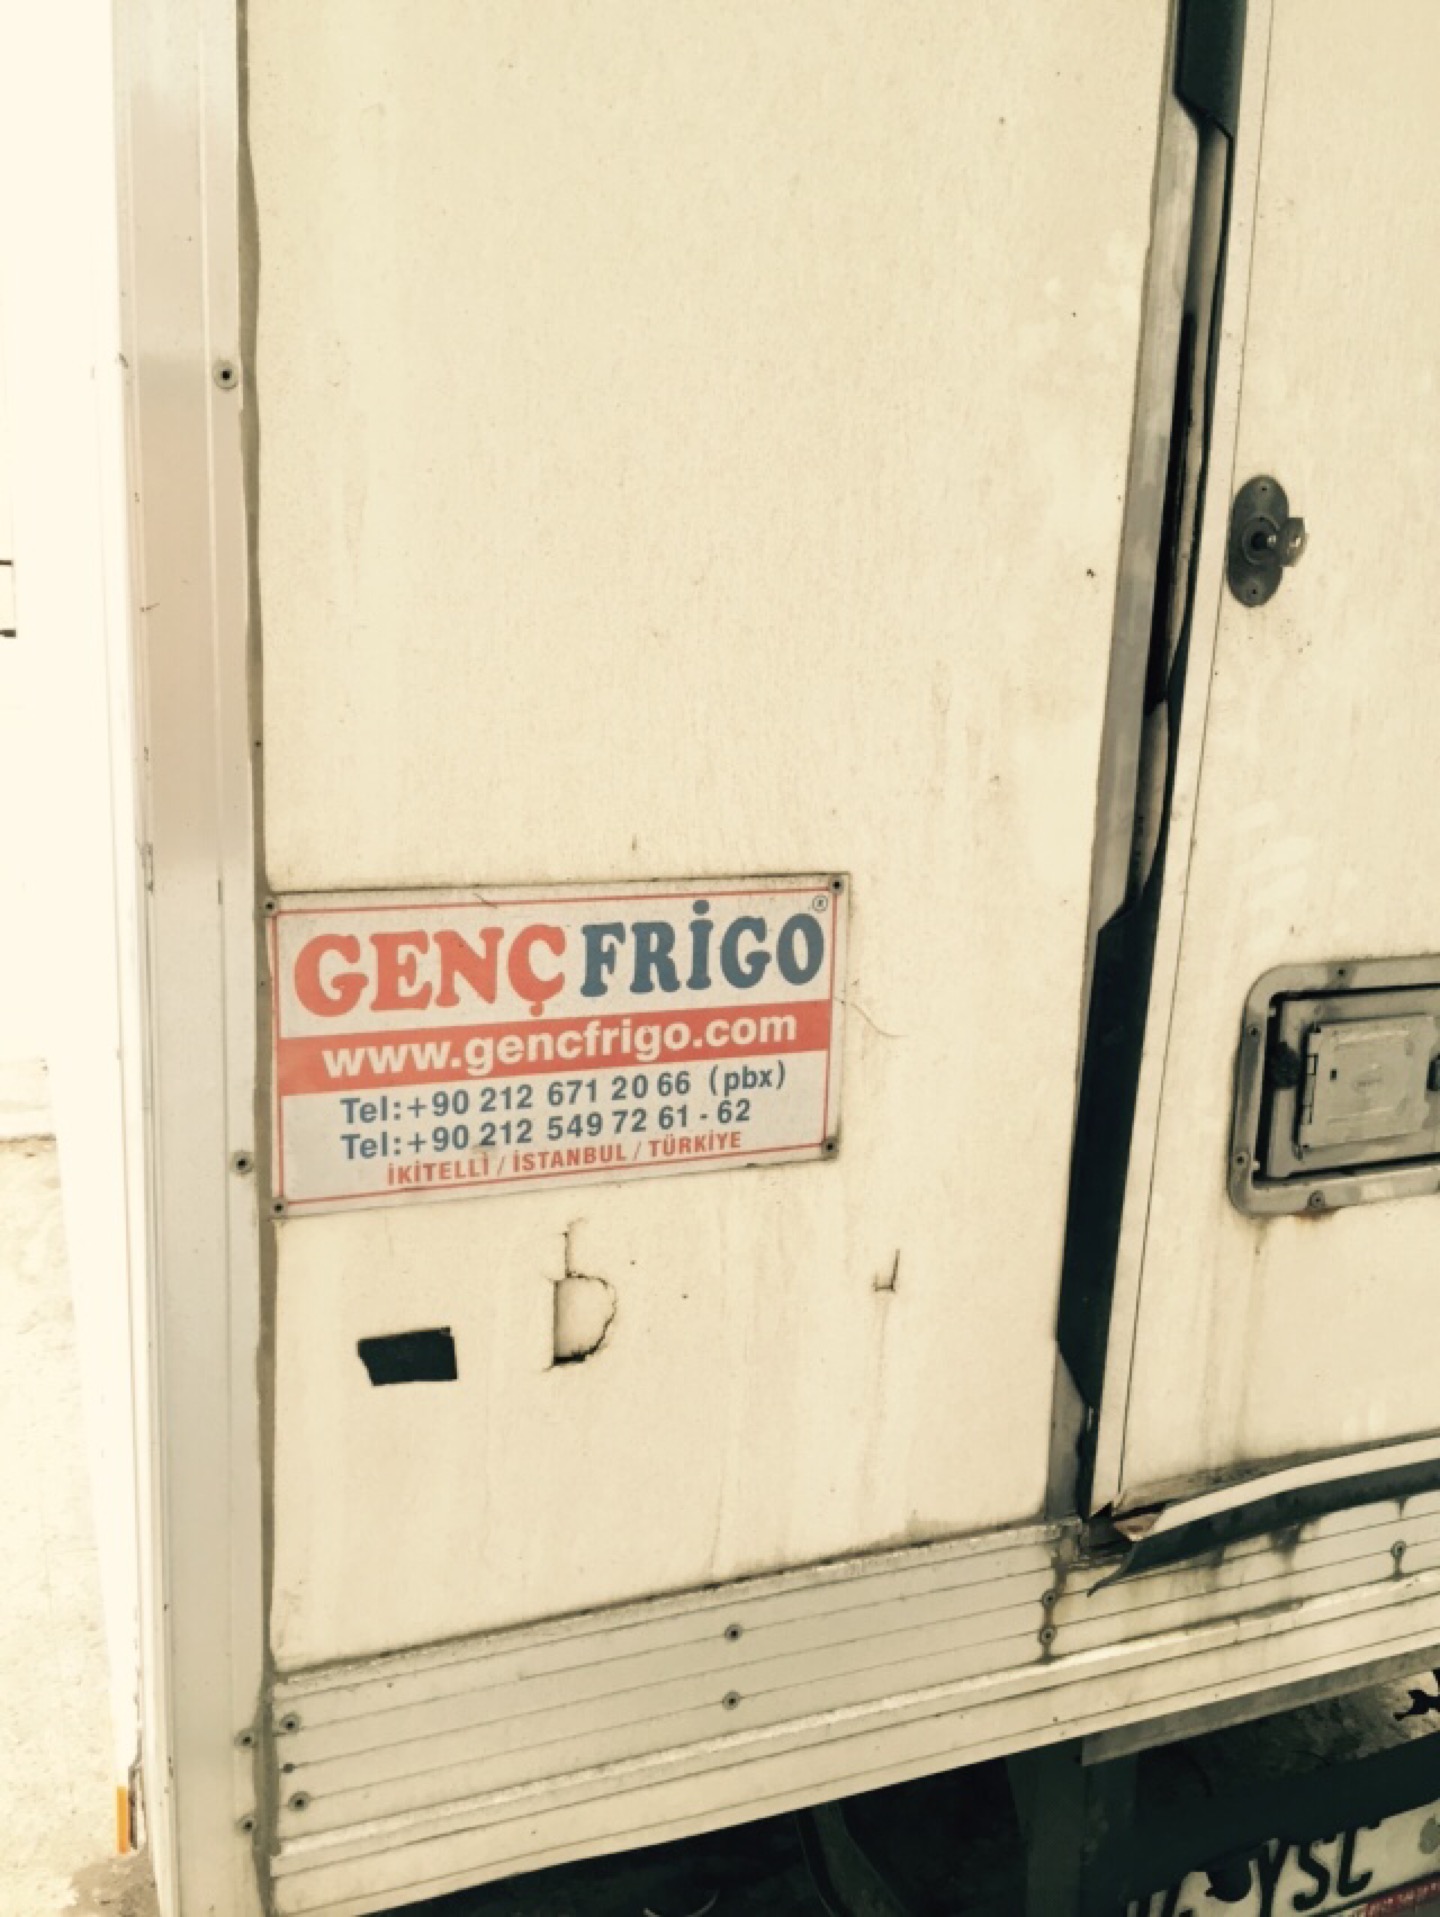 GENÇ FRİGO ®
www.gencfrigo.com
Tel:+90 212 671 20 66 (pbx)
Tel:+90 212 549 72 61 - 62
İKİTELLİ / İSTANBUL / TÜRKİYE
YSL